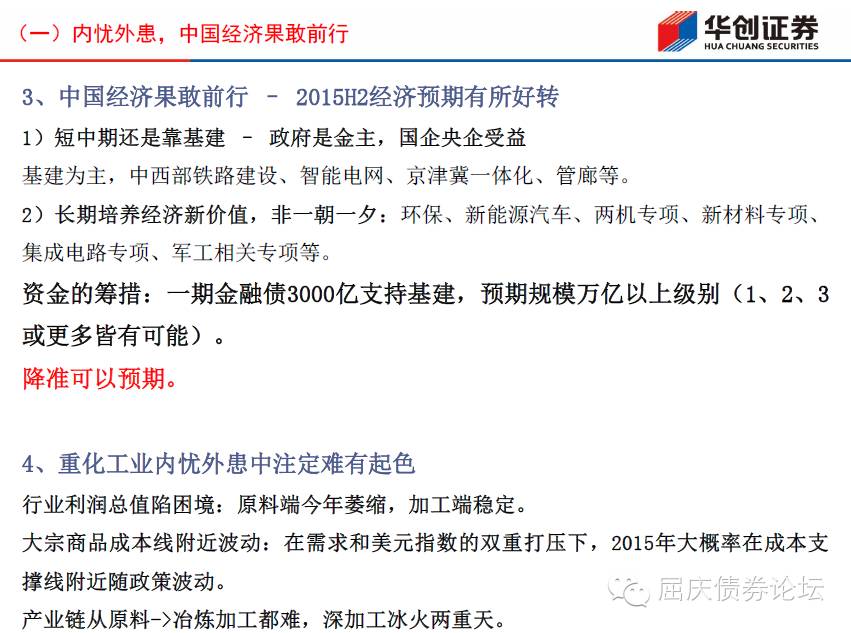 （一）内忧外患，中国经济果敢前行
华创证券
HUA CHUANG SECURITIES
3、中国经济果敢前行 – 2015H2经济预期有所好转
1）短中期还是靠基建 – 政府是金主，国企央企受益
基建为主，中西部铁路建设、智能电网、京津冀一体化、管廊等。
2）长期培养经济新价值，非一朝一夕：环保、新能源汽车、两机专项、新材料专项、
集成电路专项、军工相关专项等。
资金的筹措：一期金融债3000亿支持基建，预期规模万亿以上级别（1、2、3
或更多皆有可能）。
降准可以预期。
4、重化工业内忧外患中注定难有起色
行业利润总值陷困境：原料端今年萎缩，加工端稳定。
大宗商品成本线附近波动：在需求和美元指数的双重打压下，2015年大概率在成本支
撑线附近随政策波动。
产业链从原料->冶炼加工都难，深加工冰火两重天。
屈庆债券论坛